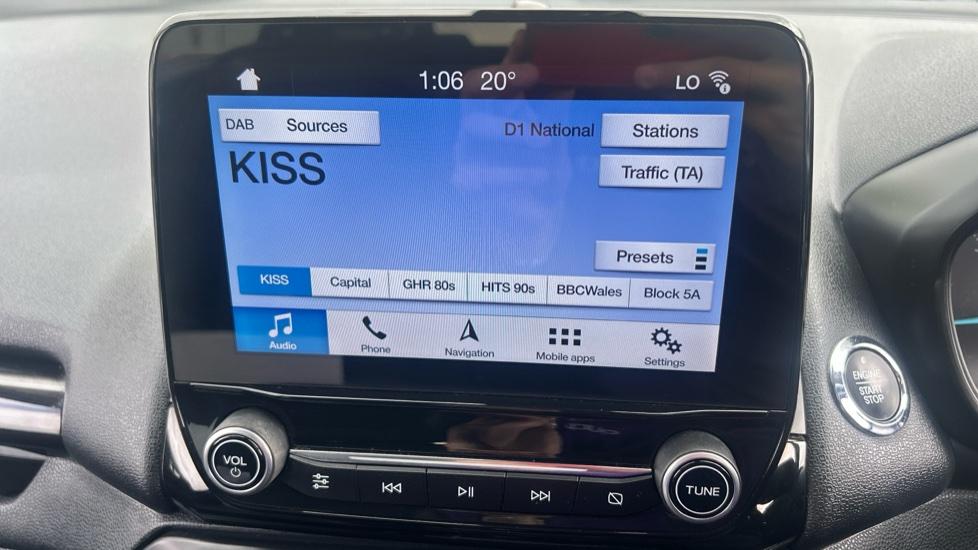 1:06 20° LO
DAB Sources D1 National Stations
KISS Traffic (TA)
Presets
KISS Capital GHR 80s HITS 90s BBCWales Block 5A
Audio Phone Navigation Mobile apps Settings
ENGINE
START
STOP
VOL
TUNE